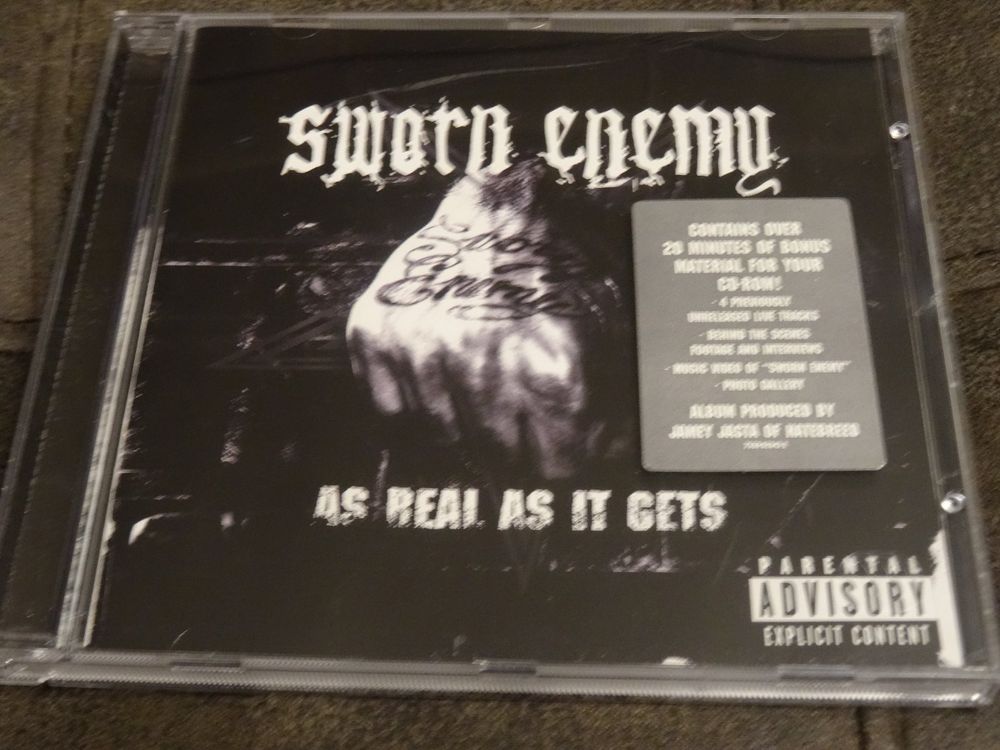 sworn enemy
Sworn
Enemy
CONTAINS OVER
20 MINUTES OF BONUS
MATERIAL FOR YOUR
CD-ROM!
· 4 PREVIOUSLY
UNRELEASED LIVE TRACKS
· BEHIND THE SCENES
FOOTAGE AND INTERVIEWS
· MUSIC VIDEO OF "SWORN ENEMY"
· PHOTO GALLERY
ALBUM PRODUCED BY
JAMEY JASTA OF HATEBREED
AS REAL AS IT GETS
PARENTAL
ADVISORY
EXPLICIT CONTENT